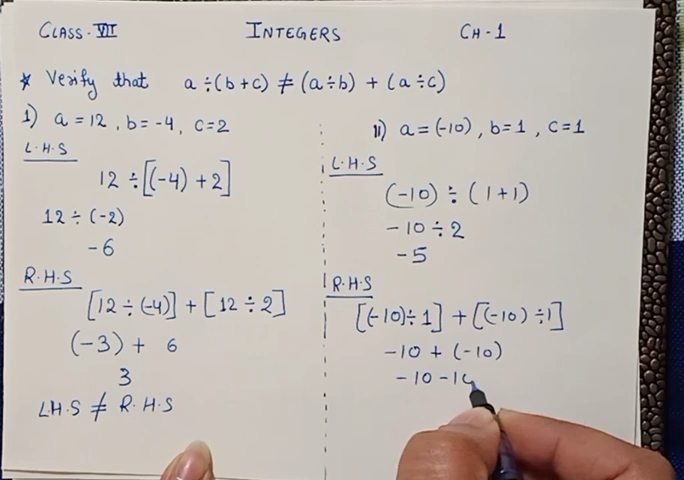 CLASS-VII INTEGERS CH-1
* Verify that a ÷(b+c) ≠ (a÷b) + (a÷c)
I) a = 12 , b = -4 , c = 2
L.H.S
12 ÷ [(-4) + 2]
12 ÷ (-2)
-6
R.H.S
[12 ÷ (-4)] + [12 ÷ 2]
(-3) + 6
3
L.H.S ≠ R.H.S
II) a = (-10) , b = 1 , c = 1
L.H.S
(-10) ÷ (1+1)
-10 ÷ 2
-5
R.H.S
[(-10) ÷ 1] + [(-10) ÷ 1]
-10 + (-10)
-10 -10